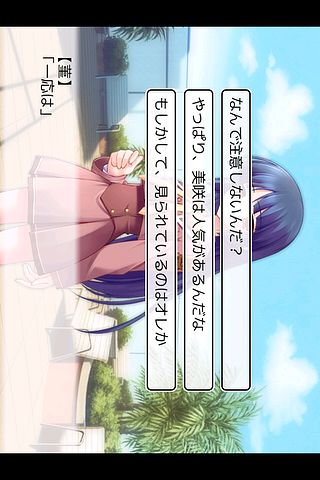 なんで注意しないんだ？
やっぱり、美咲は人気があるんだな
もしかして、見られているのはオレか
【菫】
「一応は」